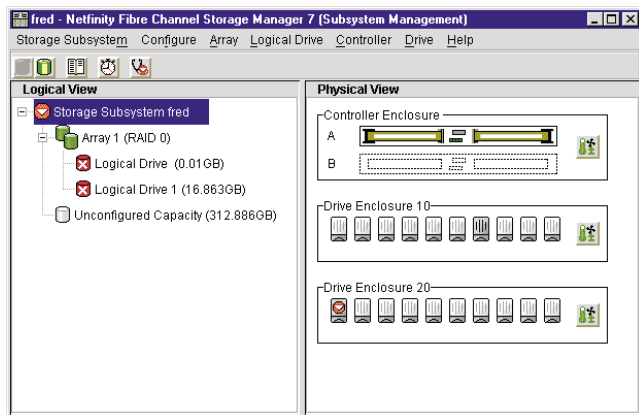 fred - Netfinity Fibre Channel Storage Manager 7 (Subsystem Management)
Storage Subsystem Configure Array Logical Drive Controller Drive Help
Logical View
Storage Subsystem fred
Array 1 (RAID 0)
Logical Drive (0.01GB)
Logical Drive 1 (16.863GB)
Unconfigured Capacity (312.886GB)
Physical View
Controller Enclosure
A
B
Drive Enclosure 10
Drive Enclosure 20